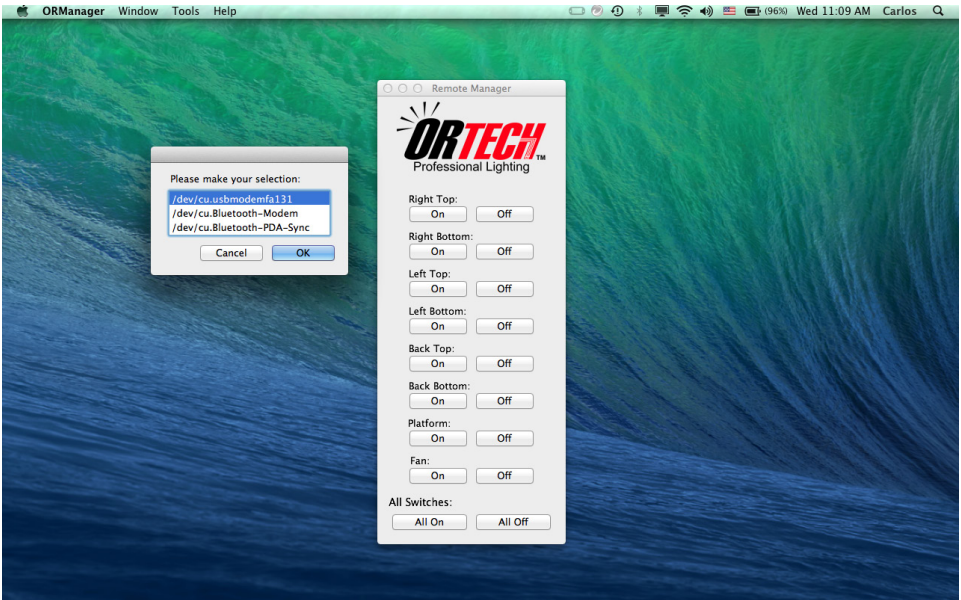 ORManager Window Tools Help (96%) Wed 11:09 AM Carlos
Please make your selection:
/dev/cu.usbmodemfa131
/dev/cu.Bluetooth-Modem
/dev/cu.Bluetooth-PDA-Sync
Cancel OK
Remote Manager
ORTECH TM
Professional Lighting
Right Top:
On Off
Right Bottom:
On Off
Left Top:
On Off
Left Bottom:
On Off
Back Top:
On Off
Back Bottom:
On Off
Platform:
On Off
Fan:
On Off
All Switches:
All On All Off